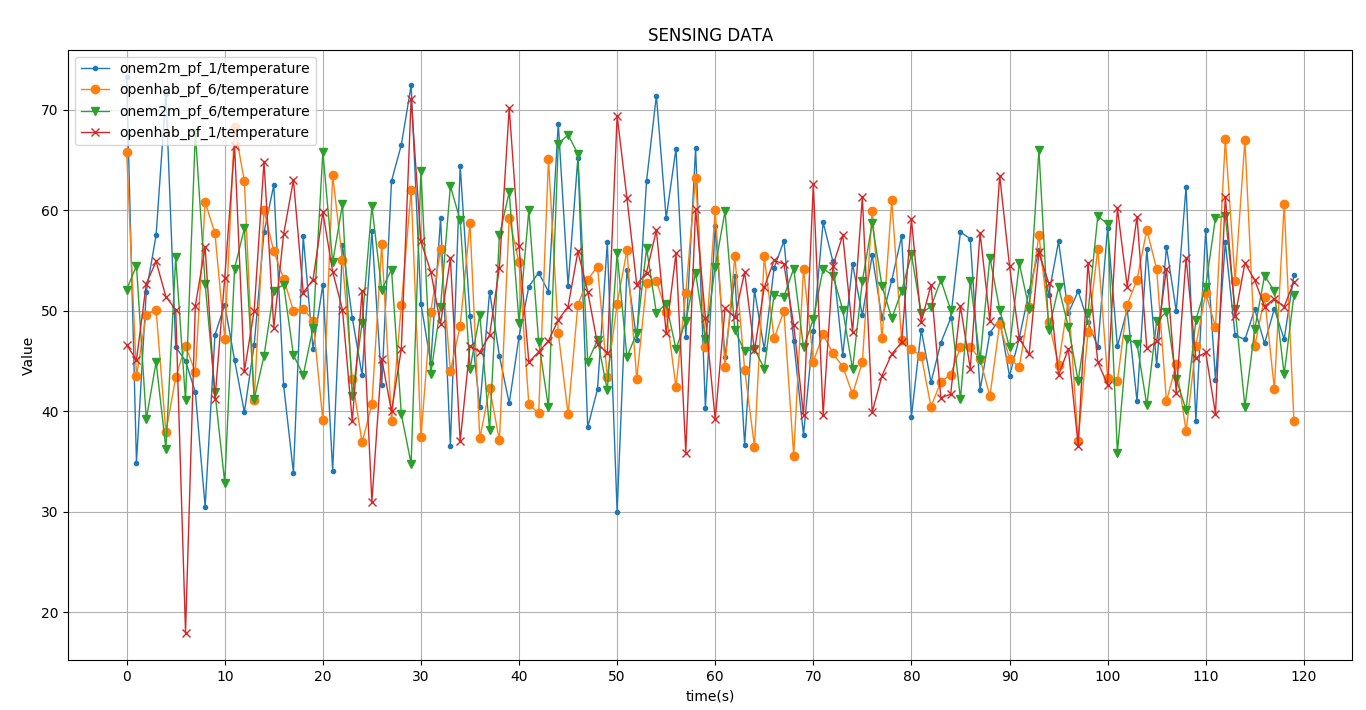 SENSING DATA
onem2m_pf_1/temperature
openhab_pf_6/temperature
onem2m_pf_6/temperature
openhab_pf_1/temperature
Value
70
60
50
40
30
20
0 10 20 30 40 50 60 70 80 90 100 110 120
time(s)